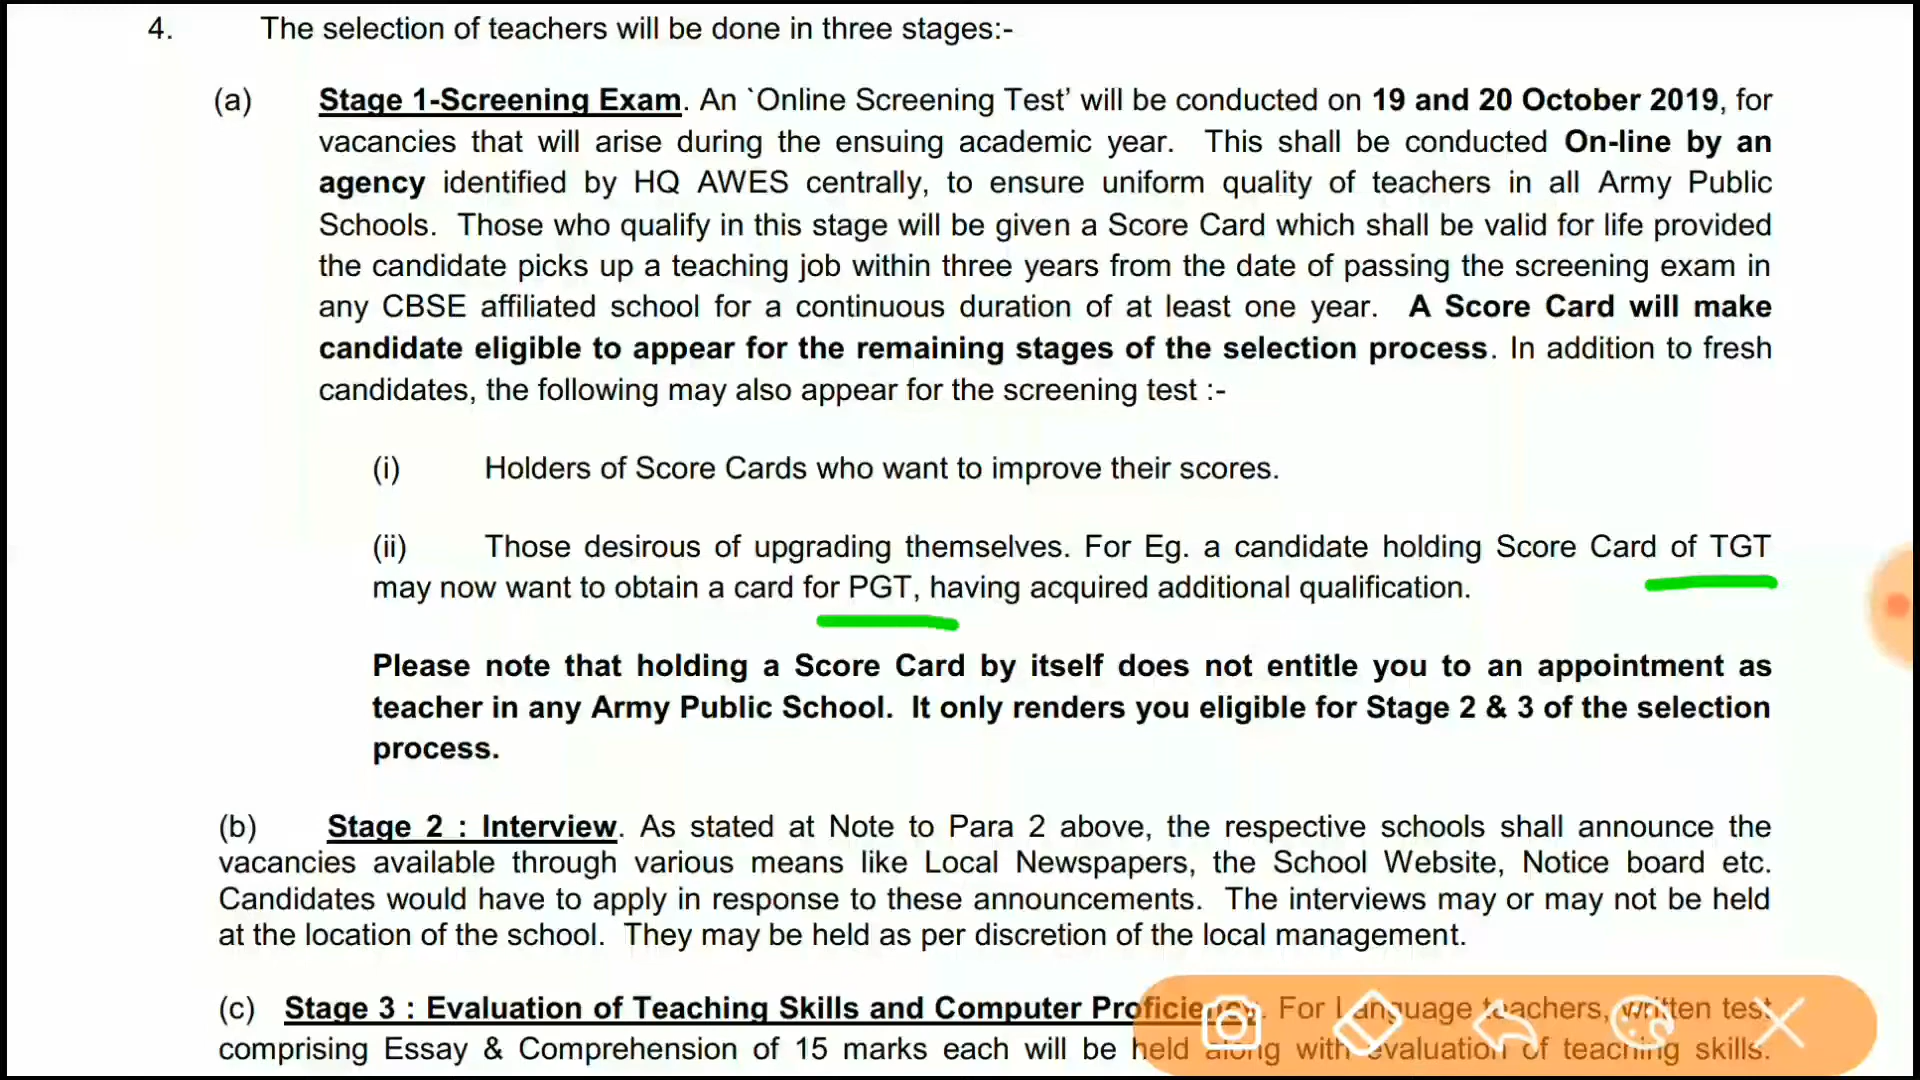 4. The selection of teachers will be done in three stages:-
(a) Stage 1-Screening Exam. An `Online Screening Test’ will be conducted on 19 and 20 October 2019, for
vacancies that will arise during the ensuing academic year. This shall be conducted On-line by an
agency identified by HQ AWES centrally, to ensure uniform quality of teachers in all Army Public
Schools. Those who qualify in this stage will be given a Score Card which shall be valid for life provided
the candidate picks up a teaching job within three years from the date of passing the screening exam in
any CBSE affiliated school for a continuous duration of at least one year. A Score Card will make
candidate eligible to appear for the remaining stages of the selection process. In addition to fresh
candidates, the following may also appear for the screening test :-
(i) Holders of Score Cards who want to improve their scores.
(ii) Those desirous of upgrading themselves. For Eg. a candidate holding Score Card of TGT
may now want to obtain a card for PGT, having acquired additional qualification.
Please note that holding a Score Card by itself does not entitle you to an appointment as
teacher in any Army Public School. It only renders you eligible for Stage 2 & 3 of the selection
process.
(b) Stage 2 : Interview. As stated at Note to Para 2 above, the respective schools shall announce the
vacancies available through various means like Local Newspapers, the School Website, Notice board etc.
Candidates would have to apply in response to these announcements. The interviews may or may not be held
at the location of the school. They may be held as per discretion of the local management.
(c) Stage 3 : Evaluation of Teaching Skills and Computer Proficiency. For Language teachers, written test
comprising Essay & Comprehension of 15 marks each will be held along with evaluation of teaching skills.